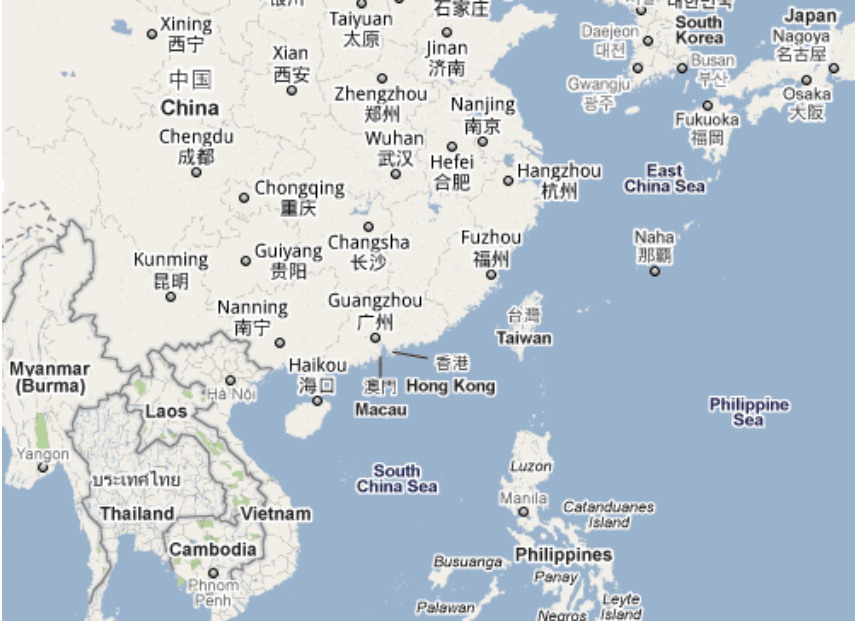 石家庄
대한민국
Taiyuan
太原
South
Korea
Japan
Xining
西宁
Jinan
济南
Daejeon
대전
Nagoya
名古屋
Xian
西安
Busan
부산
中国
China
Zhengzhou
郑州
Gwangju
광주
Osaka
大阪
Nanjing
南京
Fukuoka
福岡
Chengdu
成都
Wuhan
武汉
Hefei
合肥
Hangzhou
杭州
East
China Sea
Chongqing
重庆
Changsha
长沙
Fuzhou
福州
Naha
那覇
Kunming
昆明
Guiyang
贵阳
Nanning
南宁
Guangzhou
广州
台灣
Taiwan
Myanmar
(Burma)
Haikou
海口
香港
Hong Kong
澳門
Macau
Hà Nội
Laos
Philippine
Sea
Yangon
South
China Sea
Luzon
ประเทศไทย
Thailand
Vietnam
Manila
Catanduanes
Island
Cambodia
Philippines
Busuanga
Phnom
Penh
Panay
Palawan
Leyte
Island
Negros